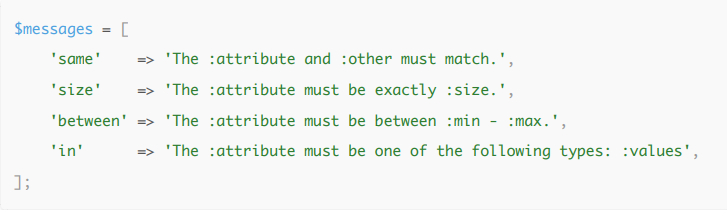 $messages = [
    'same'    => 'The :attribute and :other must match.',
    'size'    => 'The :attribute must be exactly :size.',
    'between' => 'The :attribute must be between :min - :max.',
    'in'      => 'The :attribute must be one of the following types: :values',
];